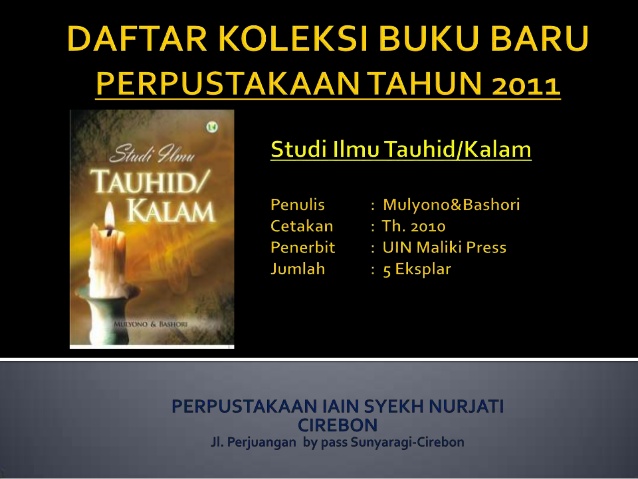 DAFTAR KOLEKSI BUKU BARU
PERPUSTAKAAN TAHUN 2011
14
Studi Ilmu
TAUHID/
KALAM
MULYONO & BASHORI
Studi Ilmu Tauhid/Kalam
Penulis : Mulyono&Bashori
Cetakan : Th. 2010
Penerbit : UIN Maliki Press
Jumlah : 5 Eksplar
PERPUSTAKAAN IAIN SYEKH NURJATI
CIREBON
Jl. Perjuangan by pass Sunyaragi-Cirebon